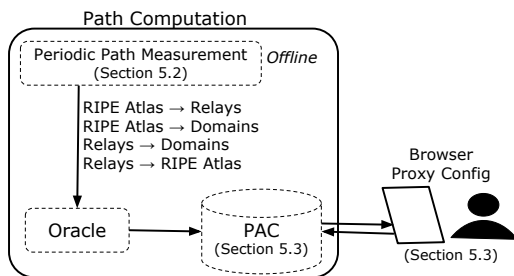 Path Computation
Periodic Path Measurement
(Section 5.2)
Offline
RIPE Atlas → Relays
RIPE Atlas → Domains
Relays → Domains
Relays → RIPE Atlas
Browser
Proxy Config
Oracle
PAC
(Section 5.3)
(Section 5.3)